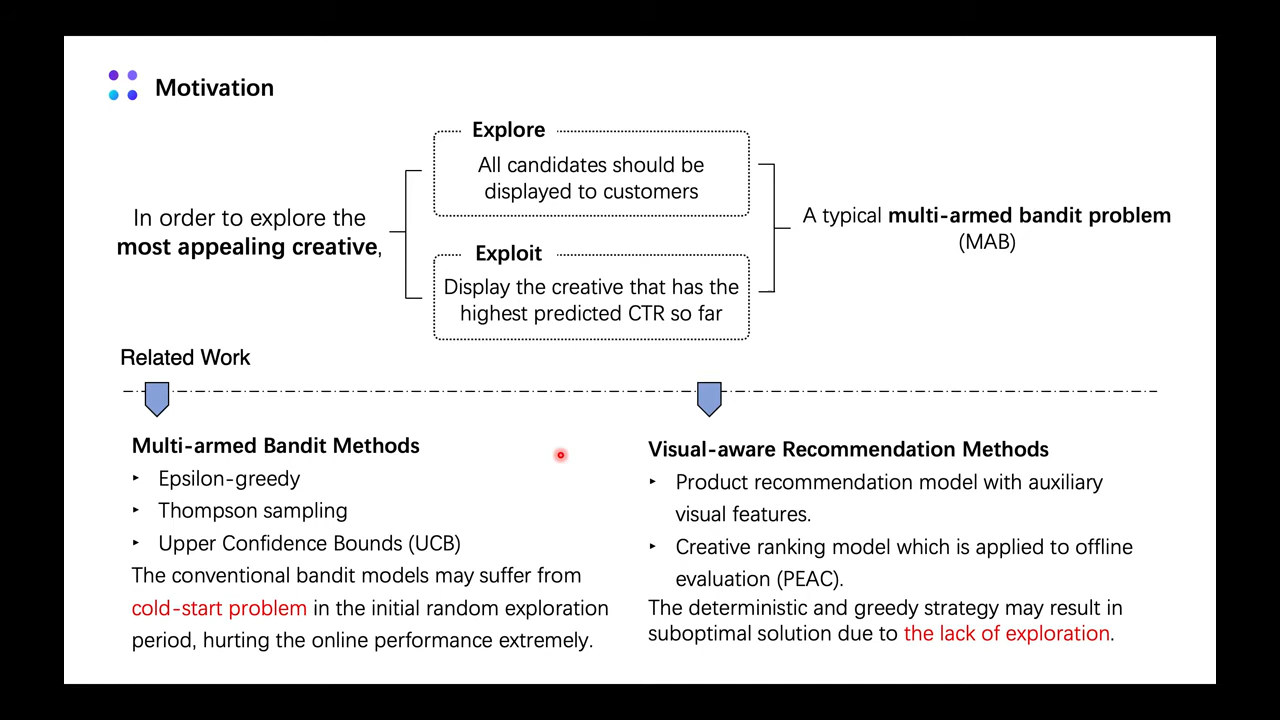 Motivation
In order to explore the
most appealing creative,
Explore
All candidates should be
displayed to customers
Exploit
Display the creative that has the
highest predicted CTR so far
A typical multi-armed bandit problem
(MAB)
Related Work
Multi-armed Bandit Methods
‣ Epsilon-greedy
‣ Thompson sampling
‣ Upper Confidence Bounds (UCB)
The conventional bandit models may suffer from
cold-start problem in the initial random exploration
period, hurting the online performance extremely.
Visual-aware Recommendation Methods
‣ Product recommendation model with auxiliary
visual features.
‣ Creative ranking model which is applied to offline
evaluation (PEAC).
The deterministic and greedy strategy may result in
suboptimal solution due to the lack of exploration.